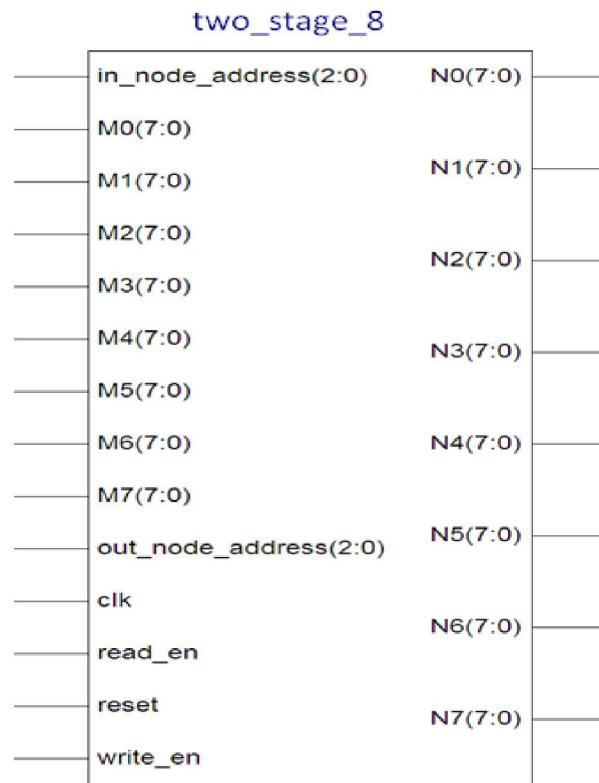 two_stage_8
in_node_address(2:0)
M0(7:0)
M1(7:0)
M2(7:0)
M3(7:0)
M4(7:0)
M5(7:0)
M6(7:0)
M7(7:0)
out_node_address(2:0)
clk
read_en
reset
write_en
N0(7:0)
N1(7:0)
N2(7:0)
N3(7:0)
N4(7:0)
N5(7:0)
N6(7:0)
N7(7:0)